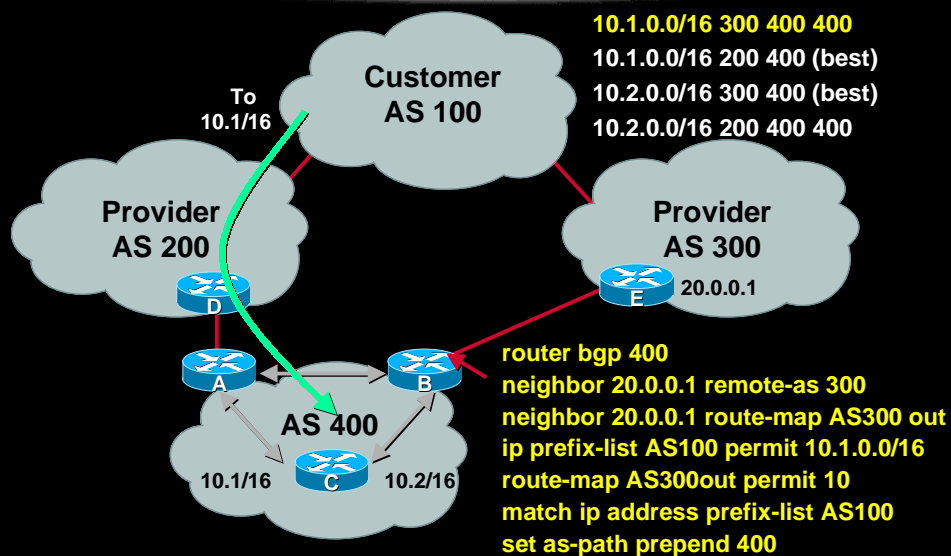 10.1.0.0/16 300 400 400
10.1.0.0/16 200 400 (best)
10.2.0.0/16 300 400 (best)
10.2.0.0/16 200 400 400
Customer
AS 100
To
10.1/16
Provider
AS 200
Provider
AS 300
D
E
20.0.0.1
A
B
AS 400
10.1/16
C
10.2/16
router bgp 400
neighbor 20.0.0.1 remote-as 300
neighbor 20.0.0.1 route-map AS300 out
ip prefix-list AS100 permit 10.1.0.0/16
route-map AS300out permit 10
match ip address prefix-list AS100
set as-path prepend 400